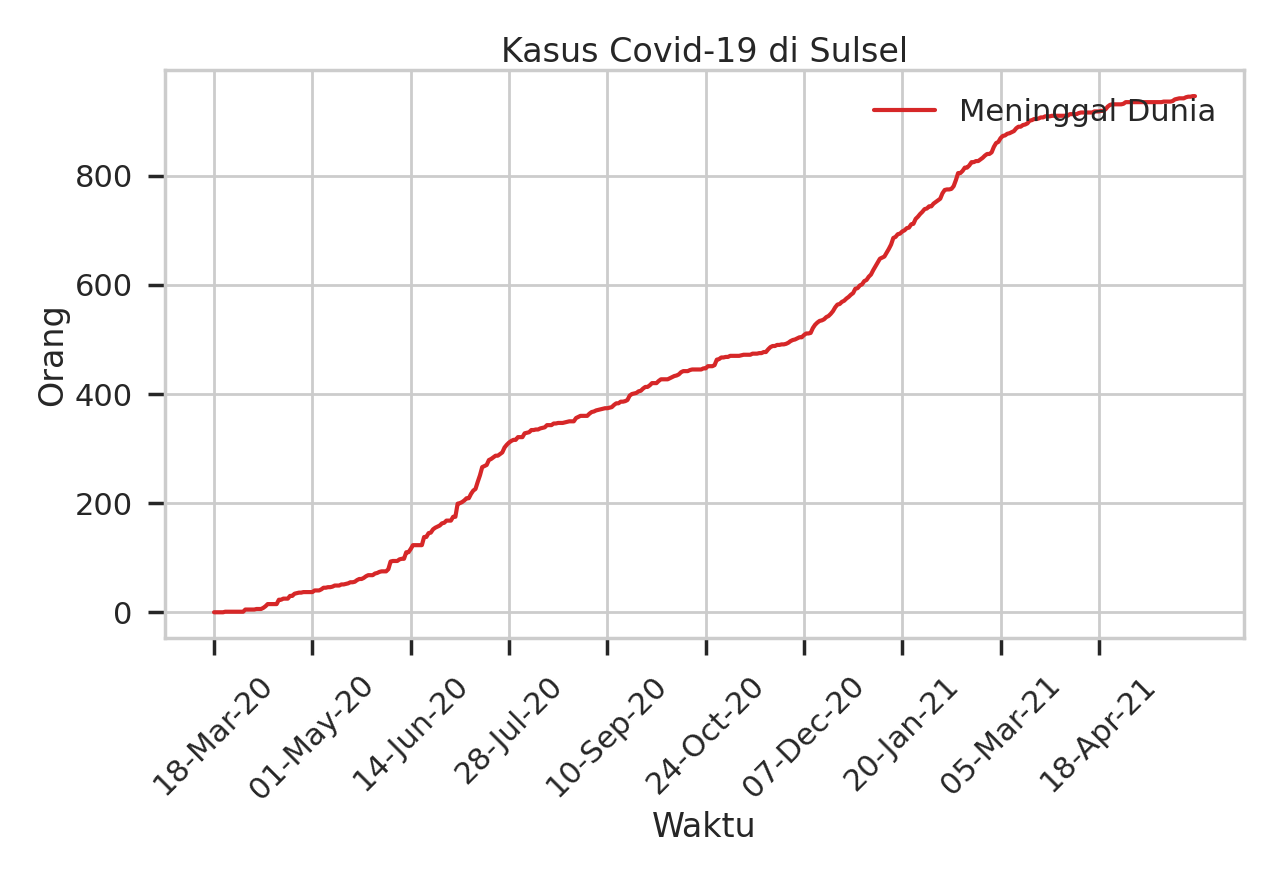 Kasus Covid-19 di Sulsel
Meninggal Dunia
Orang
800
600
400
200
0
18-Mar-20
01-May-20
14-Jun-20
28-Jul-20
10-Sep-20
24-Oct-20
07-Dec-20
20-Jan-21
05-Mar-21
18-Apr-21
Waktu